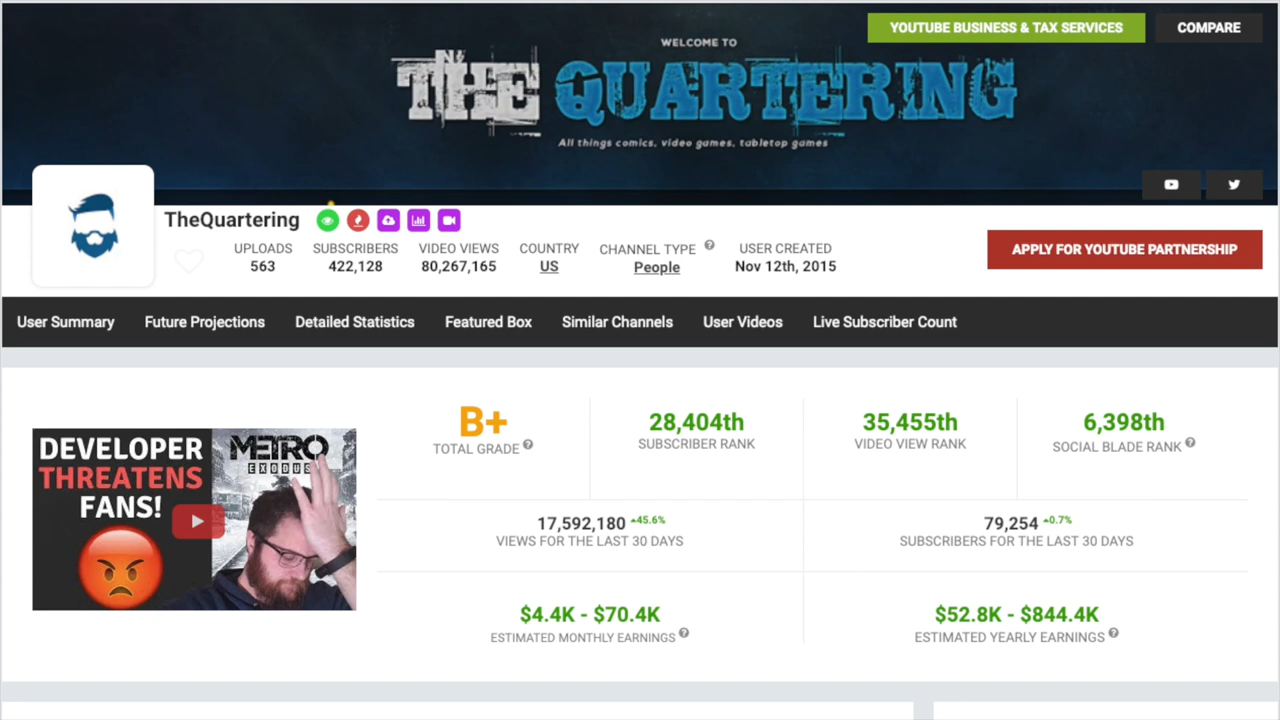 YOUTUBE BUSINESS & TAX SERVICES
COMPARE
WELCOME TO
THE QUARTERING
All things comics, video games, tabletop games
TheQuartering
UPLOADS
563
SUBSCRIBERS
422,128
VIDEO VIEWS
80,267,165
COUNTRY
US
CHANNEL TYPE
People
USER CREATED
Nov 12th, 2015
APPLY FOR YOUTUBE PARTNERSHIP
User Summary
Future Projections
Detailed Statistics
Featured Box
Similar Channels
User Videos
Live Subscriber Count
DEVELOPER
THREATENS
FANS!
METRO
EXODUS
B+
TOTAL GRADE
28,404th
SUBSCRIBER RANK
35,455th
VIDEO VIEW RANK
6,398th
SOCIAL BLADE RANK
17,592,180 45.6%
VIEWS FOR THE LAST 30 DAYS
79,254 0.7%
SUBSCRIBERS FOR THE LAST 30 DAYS
$4.4K - $70.4K
ESTIMATED MONTHLY EARNINGS
$52.8K - $844.4K
ESTIMATED YEARLY EARNINGS